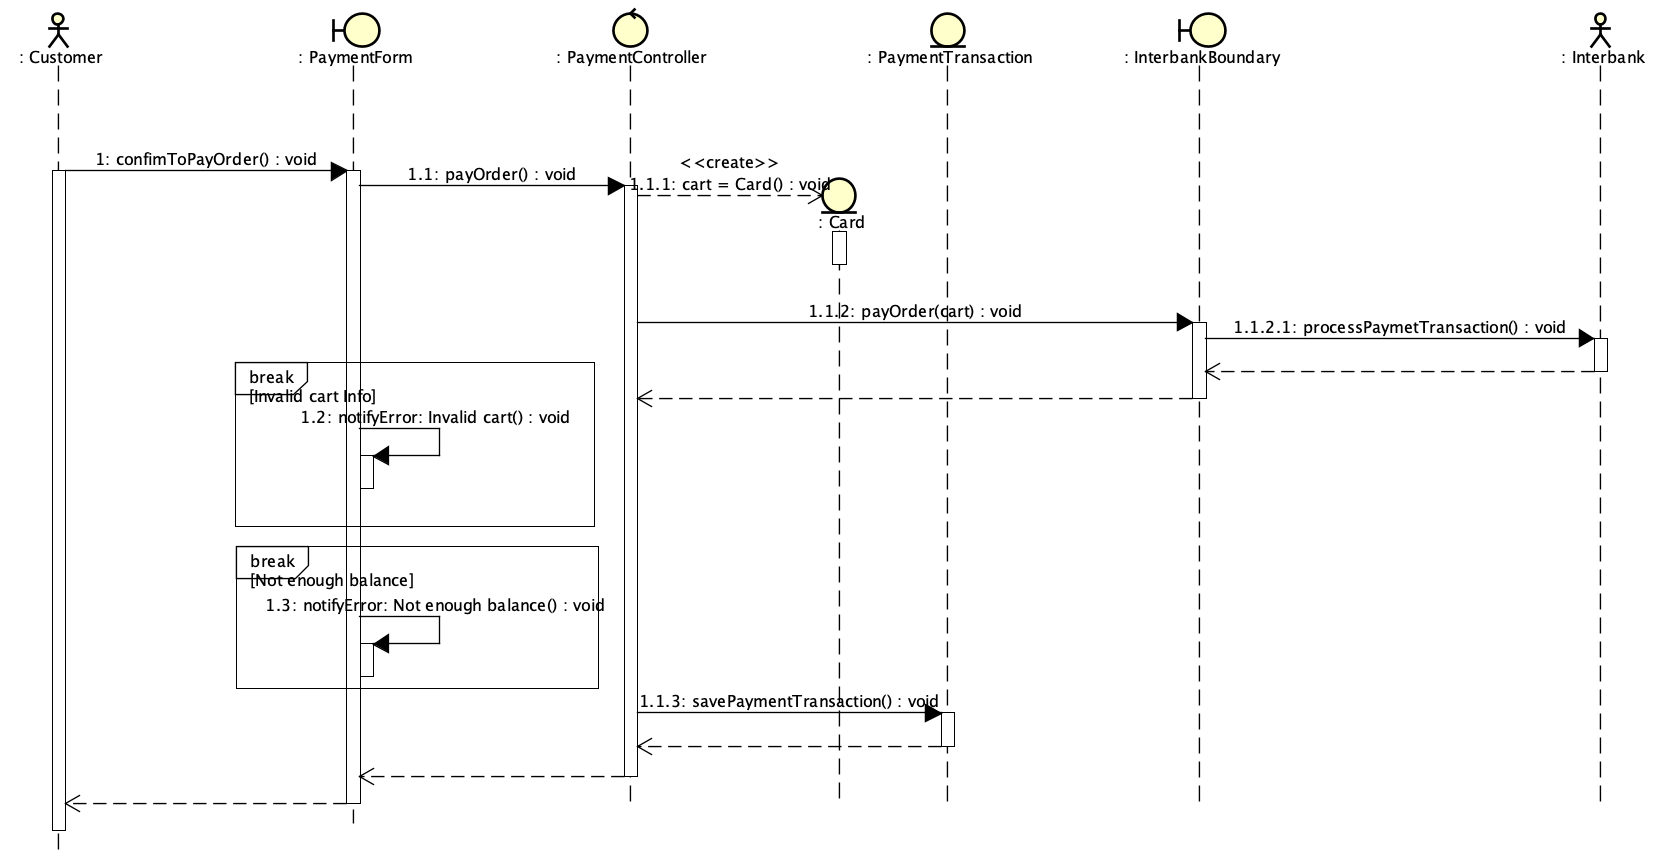 : Customer
: PaymentForm
: PaymentController
: PaymentTransaction
: InterbankBoundary
: Interbank
1: confimToPayOrder() : void
1.1: payOrder() : void
<<create>>
1.1.1: cart = Card() : void
: Card
1.1.2: payOrder(cart) : void
1.1.2.1: processPaymetTransaction() : void
break
[Invalid cart Info]
1.2: notifyError: Invalid cart() : void
break
[Not enough balance]
1.3: notifyError: Not enough balance() : void
1.1.3: savePaymentTransaction() : void